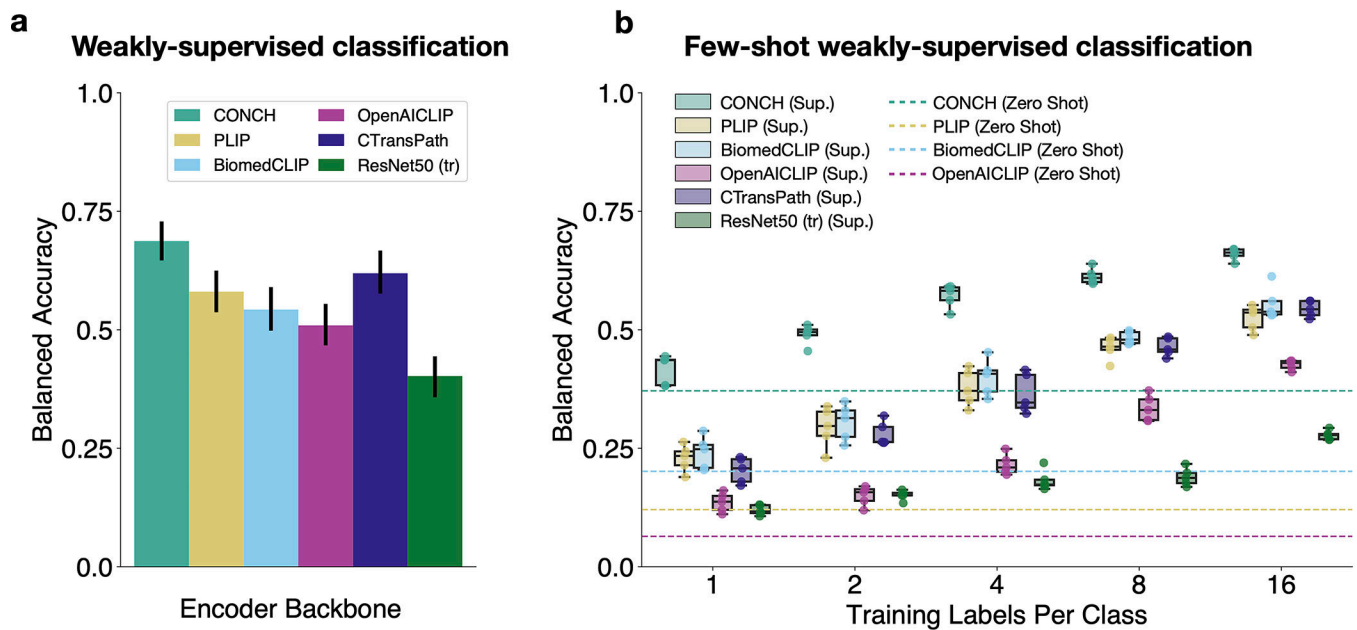 a
Weakly-supervised classification
1.0
0.75
0.5
0.25
0.0
Balanced Accuracy
CONCH
PLIP
BiomedCLIP
OpenAICLIP
CTransPath
ResNet50 (tr)
Encoder Backbone
b
Few-shot weakly-supervised classification
1.0
0.75
0.5
0.25
0.0
Balanced Accuracy
CONCH (Sup.)
PLIP (Sup.)
BiomedCLIP (Sup.)
OpenAICLIP (Sup.)
CTransPath (Sup.)
ResNet50 (tr) (Sup.)
CONCH (Zero Shot)
PLIP (Zero Shot)
BiomedCLIP (Zero Shot)
OpenAICLIP (Zero Shot)
1 2 4 8 16
Training Labels Per Class